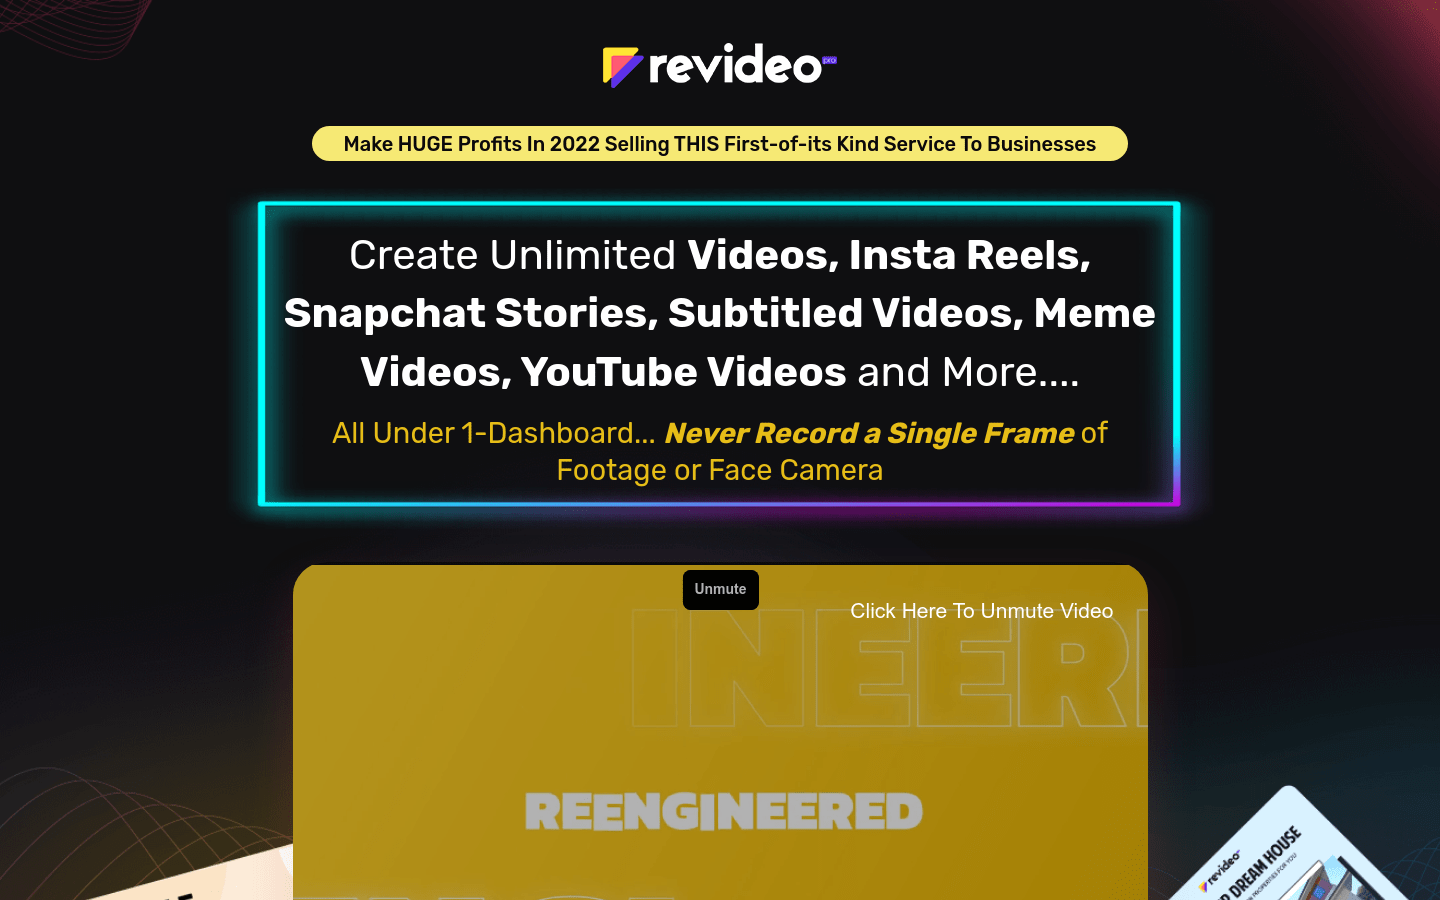 revideo pro
Make HUGE Profits In 2022 Selling THIS First-of-its Kind Service To Businesses
Create Unlimited Videos, Insta Reels,
Snapchat Stories, Subtitled Videos, Meme
Videos, YouTube Videos and More....
All Under 1-Dashboard... Never Record a Single Frame of
Footage or Face Camera
Unmute
Click Here To Unmute Video
INEER
REENGINEERED
revideo
DREAM HOUSE